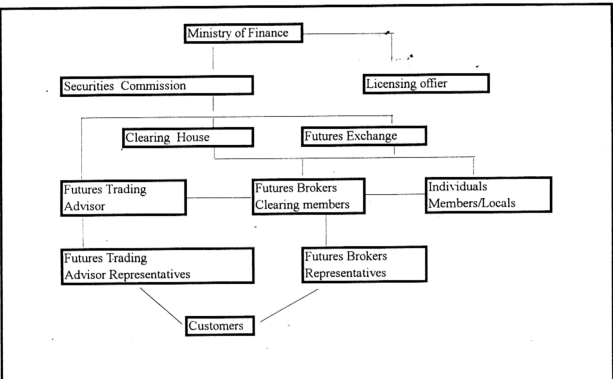 Ministry of Finance
Securities Commission
Licensing offier
Clearing House
Futures Exchange
Futures Trading
Advisor
Futures Brokers
Clearing members
Individuals
Members/Locals
Futures Trading
Advisor Representatives
Futures Brokers
Representatives
Customers